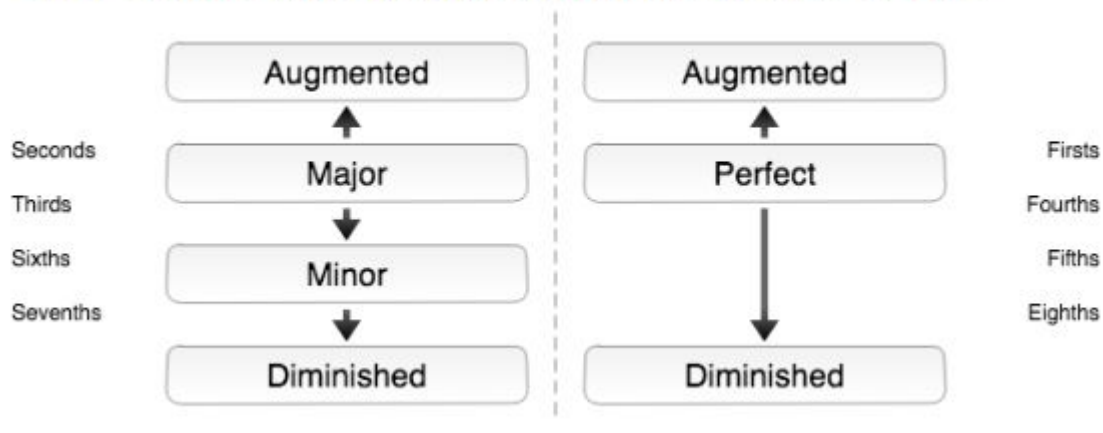 Augmented
Augmented
Seconds
Major
Perfect
Firsts
Thirds
Fourths
Sixths
Minor
Fifths
Sevenths
Eighths
Diminished
Diminished